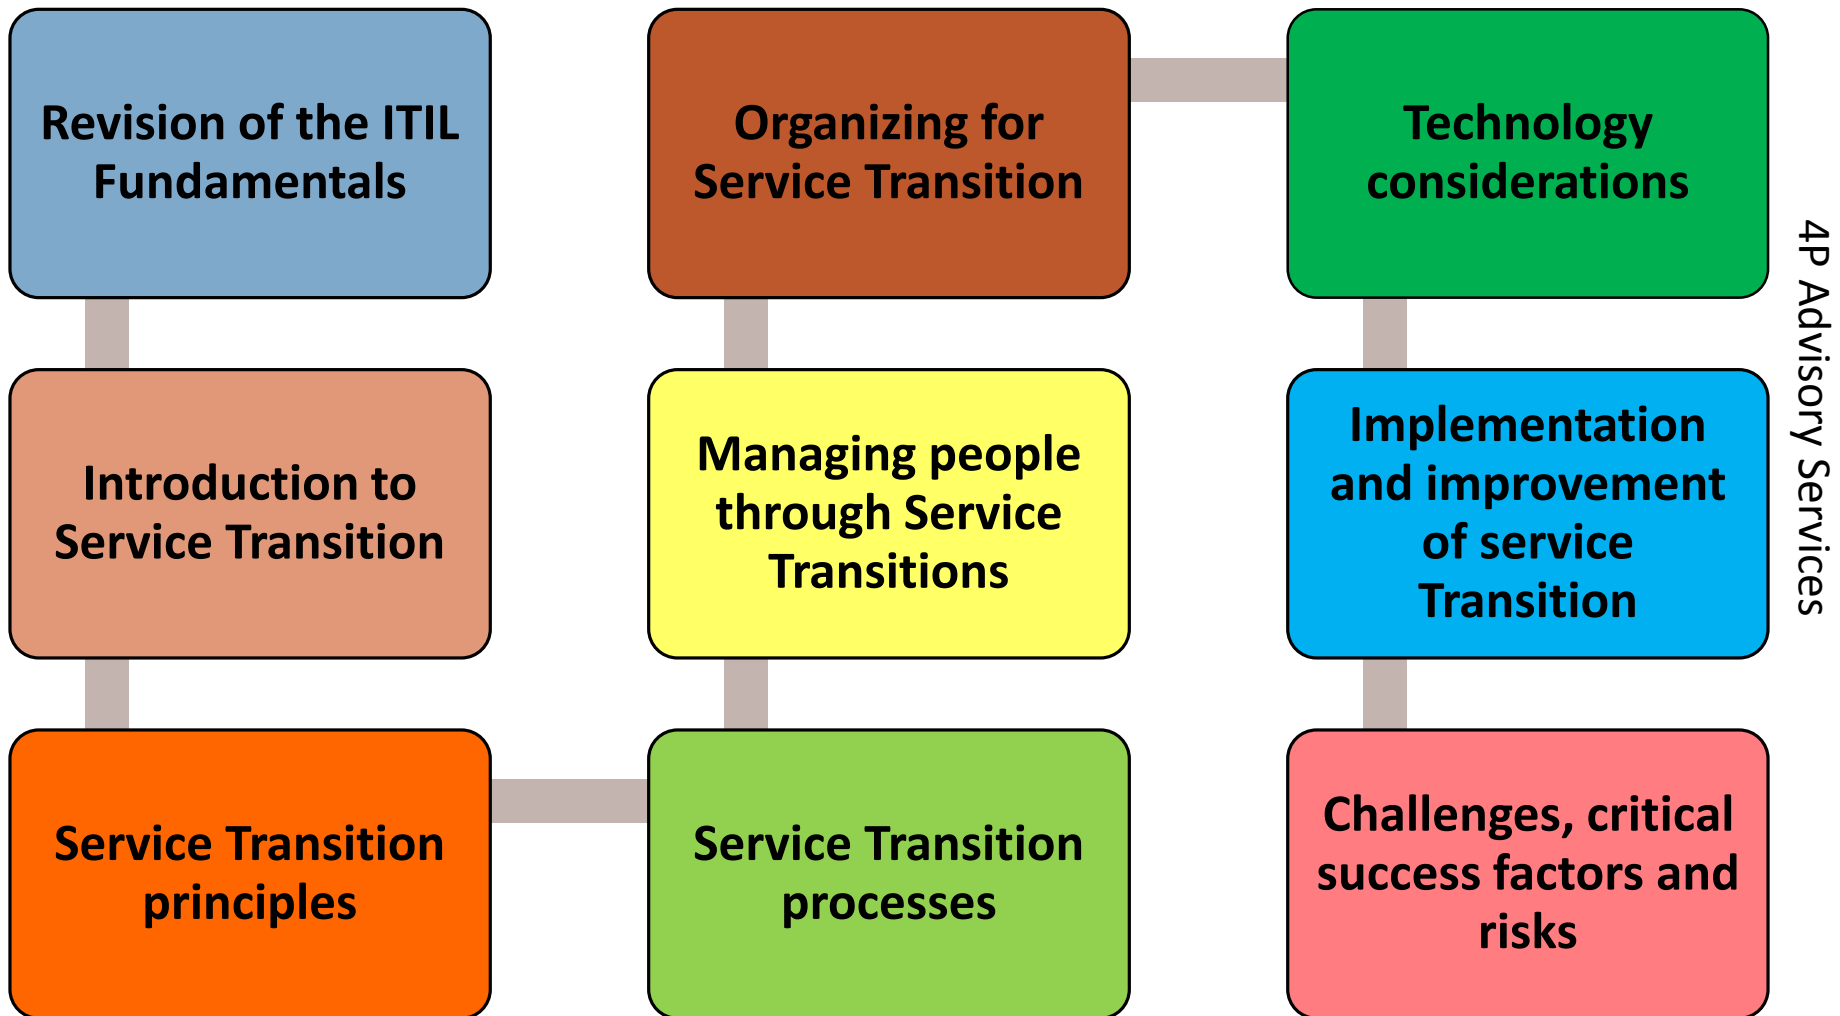 Revision of the ITIL
Fundamentals
Introduction to
Service Transition
Service Transition
principles
Service Transition
processes
Managing people
through Service
Transitions
Organizing for
Service Transition
Technology
considerations
Implementation
and improvement
of service
Transition
Challenges, critical
success factors and
risks
4P Advisory Services